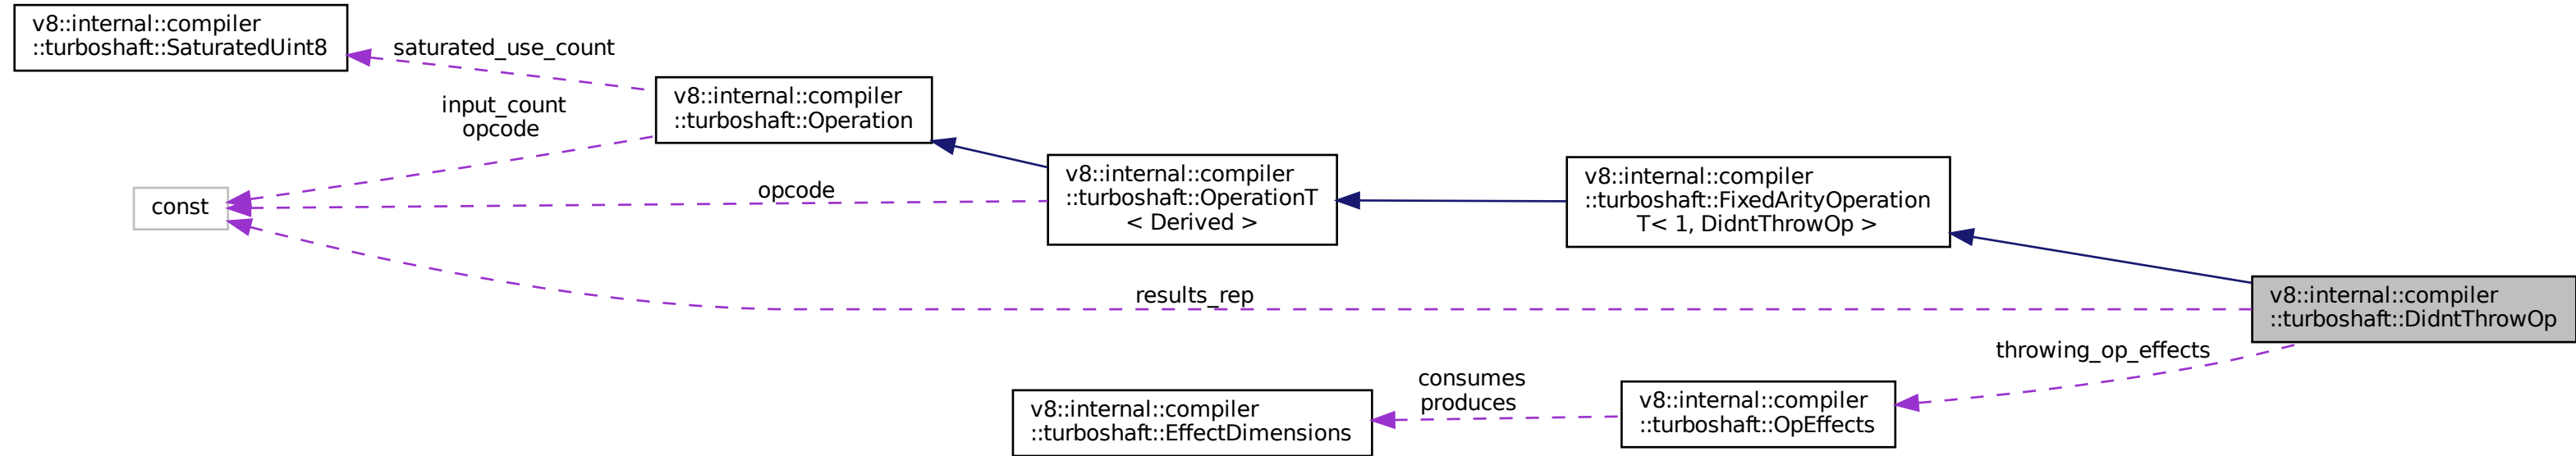 v8::internal::compiler
::turboshaft::SaturatedUint8
saturated_use_count
v8::internal::compiler
::turboshaft::Operation
input_count
opcode
const
opcode
v8::internal::compiler
::turboshaft::OperationT
< Derived >
v8::internal::compiler
::turboshaft::FixedArityOperation
T< 1, DidntThrowOp >
results_rep
v8::internal::compiler
::turboshaft::DidntThrowOp
throwing_op_effects
consumes
produces
v8::internal::compiler
::turboshaft::EffectDimensions
v8::internal::compiler
::turboshaft::OpEffects